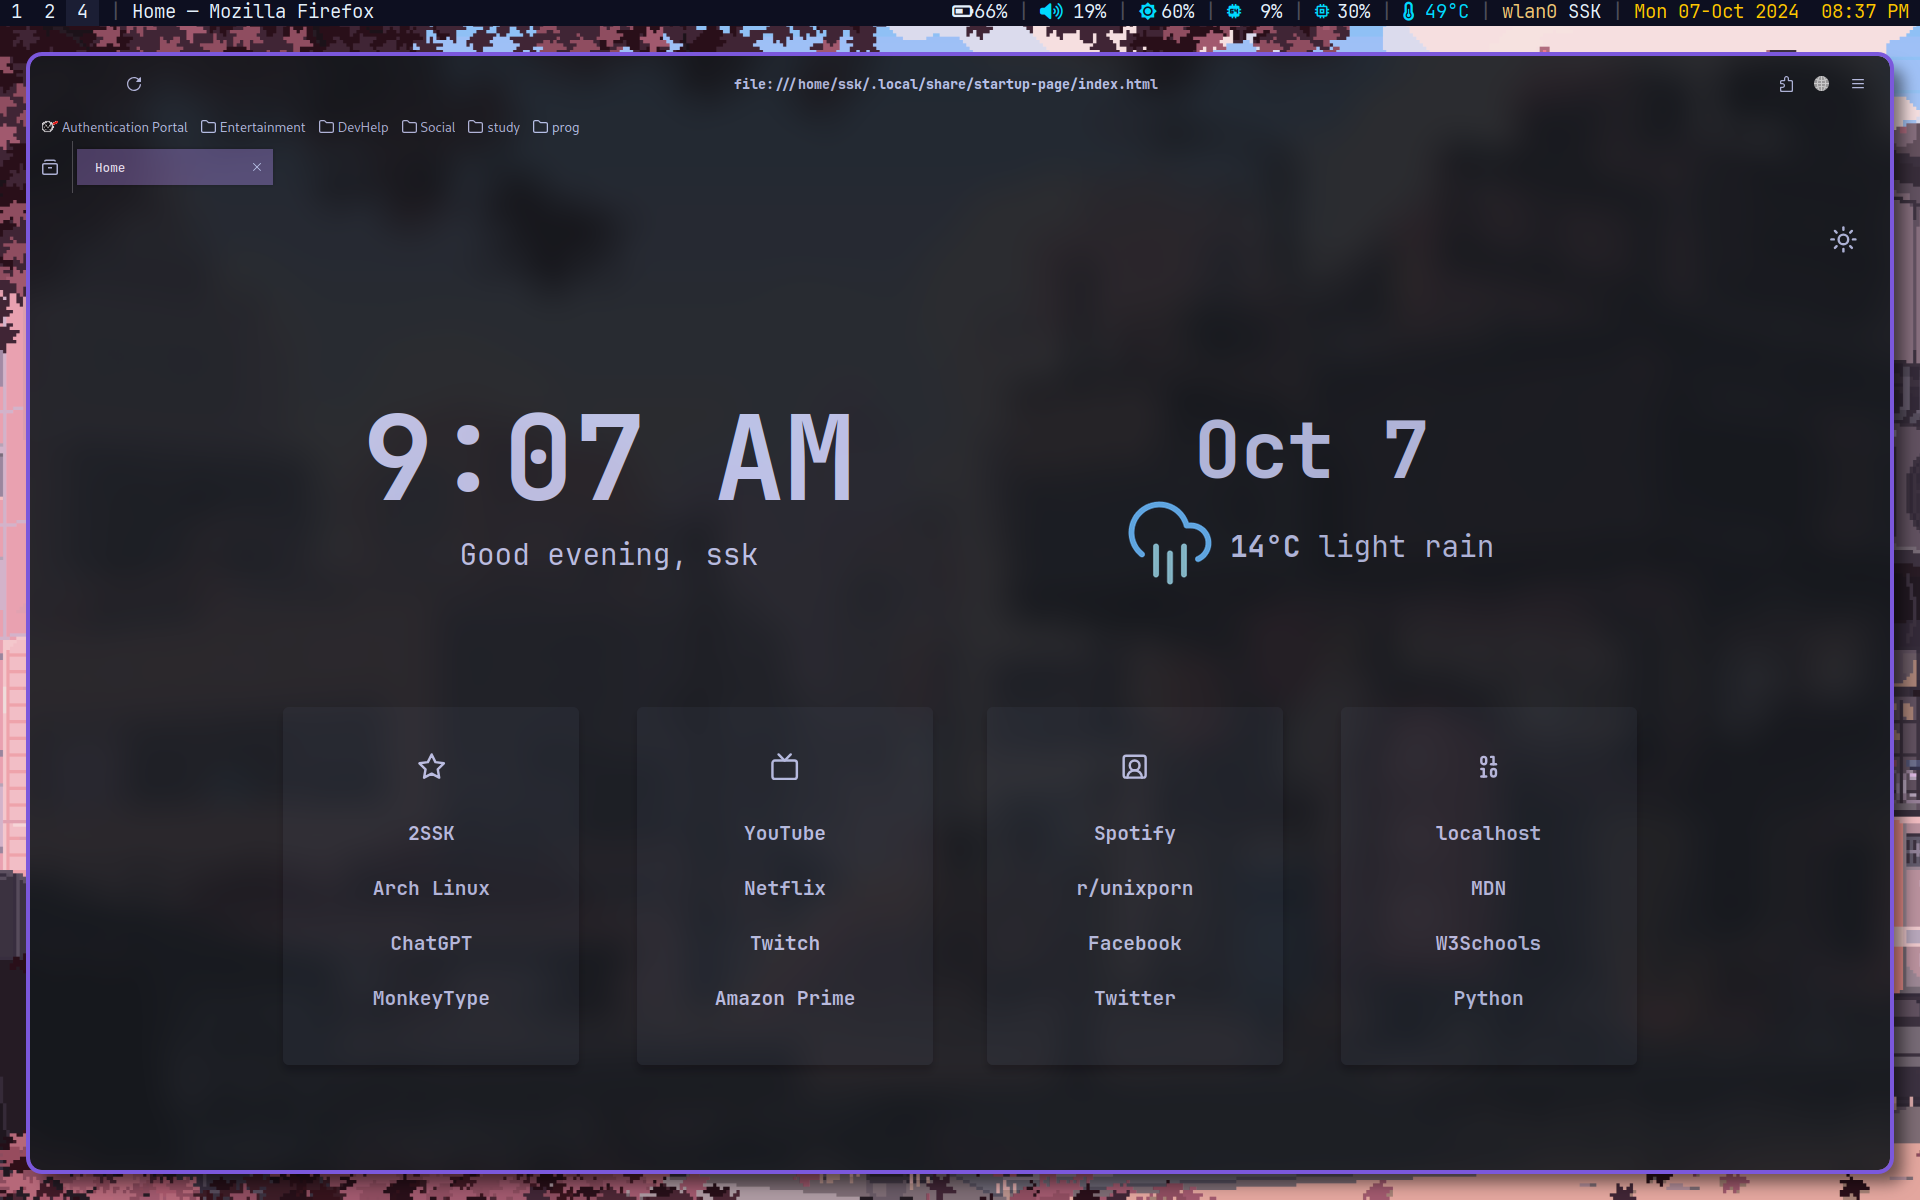 1 2 4 | Home — Mozilla Firefox 66% | 19% | 60% | 9% | 30% | 49°C | wlan0 SSK | Mon 07-Oct 2024 08:37 PM
file:///home/ssk/.local/share/startup-page/index.html
Authentication Portal Entertainment DevHelp Social study prog
Home
9:07 AM
Good evening, ssk
Oct 7
14°C light rain
2SSK
Arch Linux
ChatGPT
MonkeyType
YouTube
Netflix
Twitch
Amazon Prime
Spotify
r/unixporn
Facebook
Twitter
01
10
localhost
MDN
W3Schools
Python